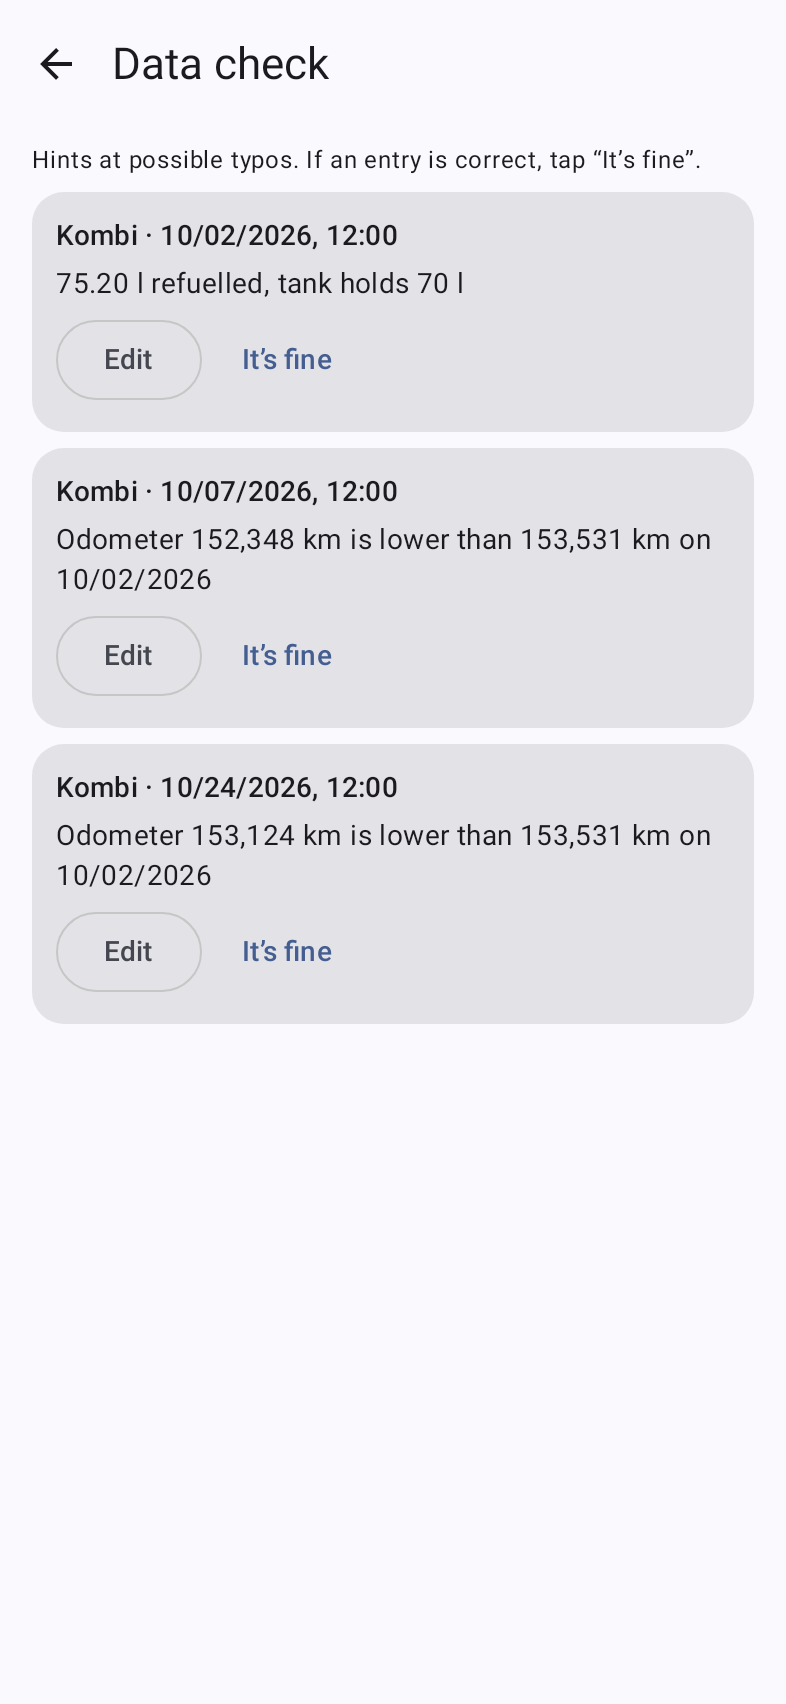 Data check
Hints at possible typos. If an entry is correct, tap “It’s fine”.
Kombi · 10/02/2026, 12:00
75.20 l refuelled, tank holds 70 l
Edit It’s fine
Kombi · 10/07/2026, 12:00
Odometer 152,348 km is lower than 153,531 km on
10/02/2026
Edit It’s fine
Kombi · 10/24/2026, 12:00
Odometer 153,124 km is lower than 153,531 km on
10/02/2026
Edit It’s fine